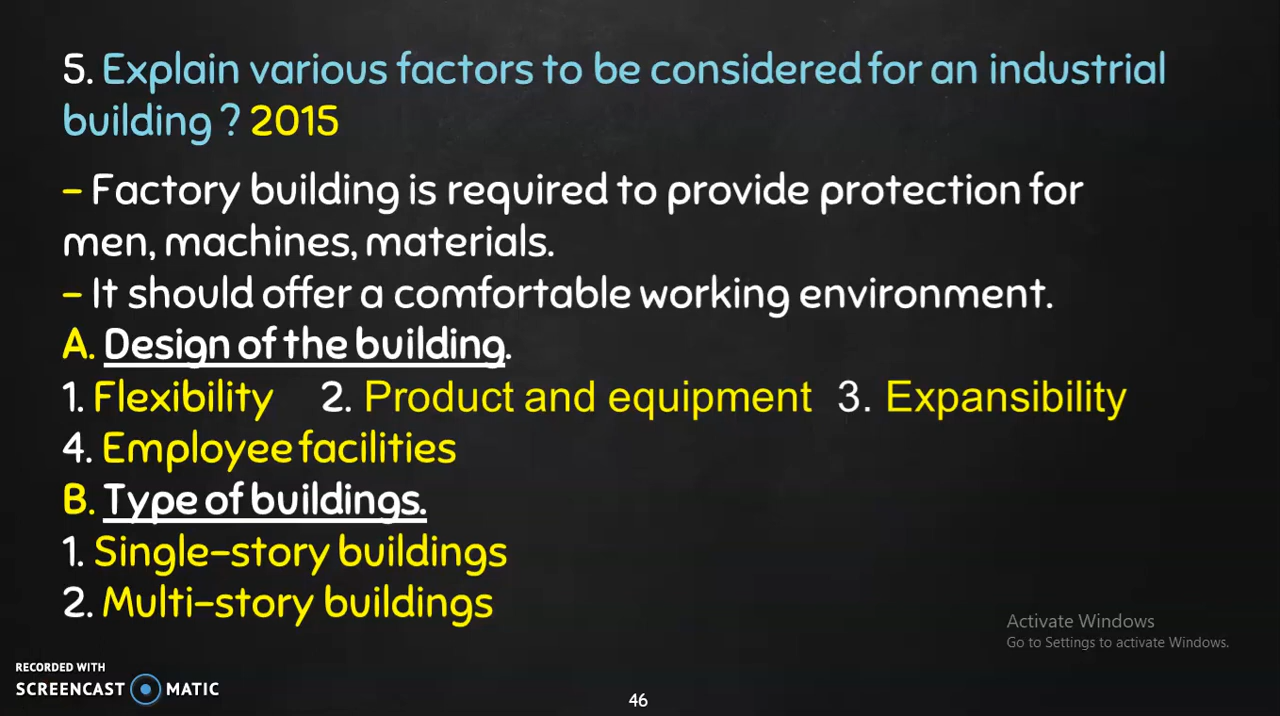 5. Explain various factors to be considered for an industrial
building ? 2015
– Factory building is required to provide protection for
men, machines, materials.
– It should offer a comfortable working environment.
A. Design of the building.
1. Flexibility 2. Product and equipment 3. Expansibility
4. Employee facilities
B. Type of buildings.
1. Single-story buildings
2. Multi-story buildings
Activate Windows
Go to Settings to activate Windows.
RECORDED WITH
SCREENCAST MATIC
46